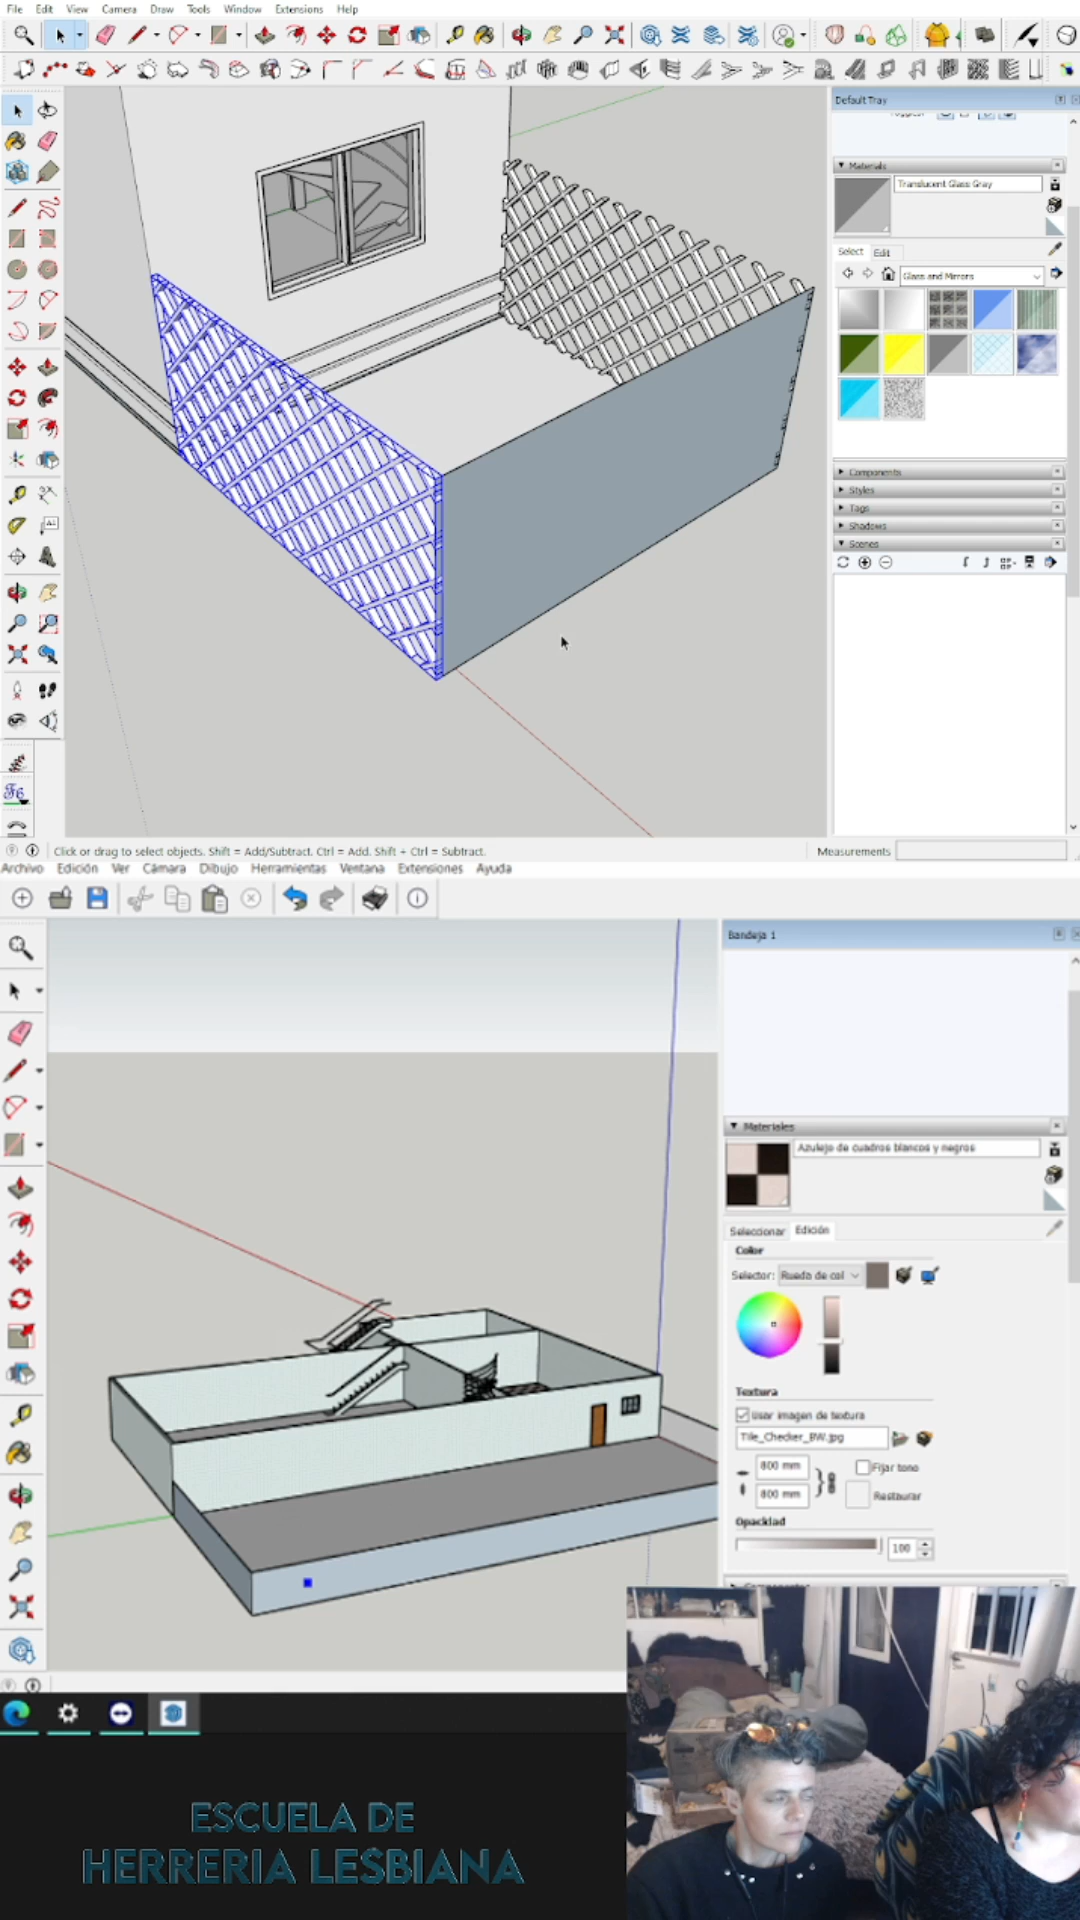 File Edit View Camera Draw Tools Window Extensions Help
Default Tray
Materials
Translucent Glass Gray
Select Edit
Glass and Mirrors
Components
Styles
Tags
Shadows
Scenes
Click or drag to select objects. Shift = Add/Subtract. Ctrl = Add. Shift + Ctrl = Subtract.
Measurements
Archivo Edición Ver Cámara Dibujo Herramientas Ventana Extensiones Ayuda
Bandeja 1
Materiales
Azulejo de cuadros blancos y negros
Seleccionar Edición
Color
Selector: Rueda de col
Textura
Usar imagen de textura
Tile_Checker_BW.jpg
800 mm
Fijar tono
800 mm
Restaurar
Opacidad
100
ESCUELA DE
HERRERIA LESBIANA